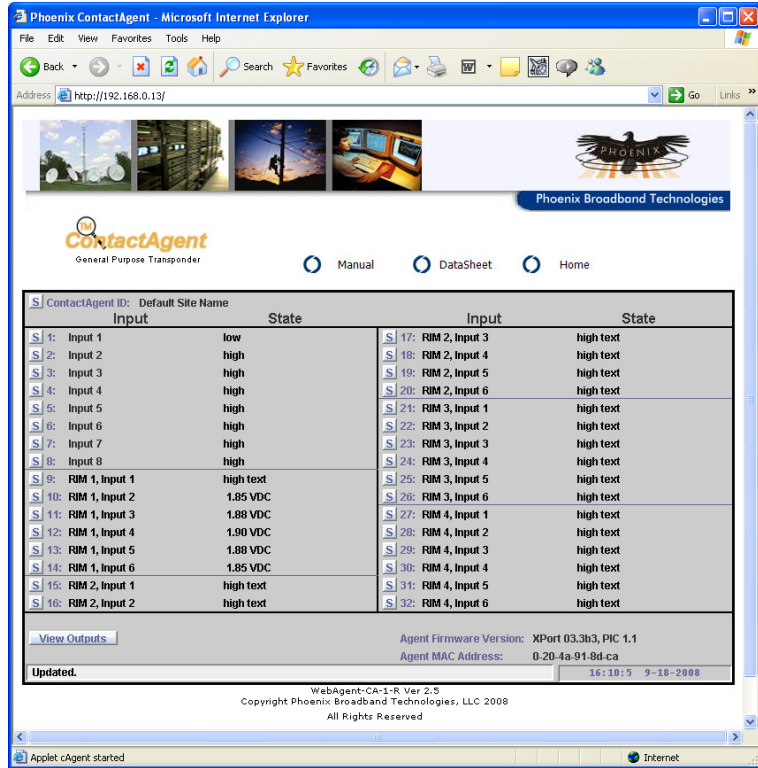 Phoenix ContactAgent - Microsoft Internet Explorer
File Edit View Favorites Tools Help
Back Search Favorites
Address http://192.168.0.13/ Go Links »
PHOENIX
Phoenix Broadband Technologies
TM
ContactAgent
General Purpose Transponder
Manual DataSheet Home
S ContactAgent ID: Default Site Name
Input State Input State
S 1: Input 1 low S 17: RIM 2, Input 3 high text
S 2: Input 2 high S 18: RIM 2, Input 4 high text
S 3: Input 3 high S 19: RIM 2, Input 5 high text
S 4: Input 4 high S 20: RIM 2, Input 6 high text
S 5: Input 5 high S 21: RIM 3, Input 1 high text
S 6: Input 6 high S 22: RIM 3, Input 2 high text
S 7: Input 7 high S 23: RIM 3, Input 3 high text
S 8: Input 8 high S 24: RIM 3, Input 4 high text
S 9: RIM 1, Input 1 high text S 25: RIM 3, Input 5 high text
S 10: RIM 1, Input 2 1.85 VDC S 26: RIM 3, Input 6 high text
S 11: RIM 1, Input 3 1.88 VDC S 27: RIM 4, Input 1 high text
S 12: RIM 1, Input 4 1.90 VDC S 28: RIM 4, Input 2 high text
S 13: RIM 1, Input 5 1.88 VDC S 29: RIM 4, Input 3 high text
S 14: RIM 1, Input 6 1.85 VDC S 30: RIM 4, Input 4 high text
S 15: RIM 2, Input 1 high text S 31: RIM 4, Input 5 high text
S 16: RIM 2, Input 2 high text S 32: RIM 4, Input 6 high text
View Outputs Agent Firmware Version: XPort 03.3b3, PIC 1.1
Agent MAC Address: 0-20-4a-91-8d-ca
Updated. 16:10:5 9-18-2008
WebAgent-CA-1-R Ver 2.5
Copyright Phoenix Broadband Technologies, LLC 2008
All Rights Reserved
Applet cAgent started Internet